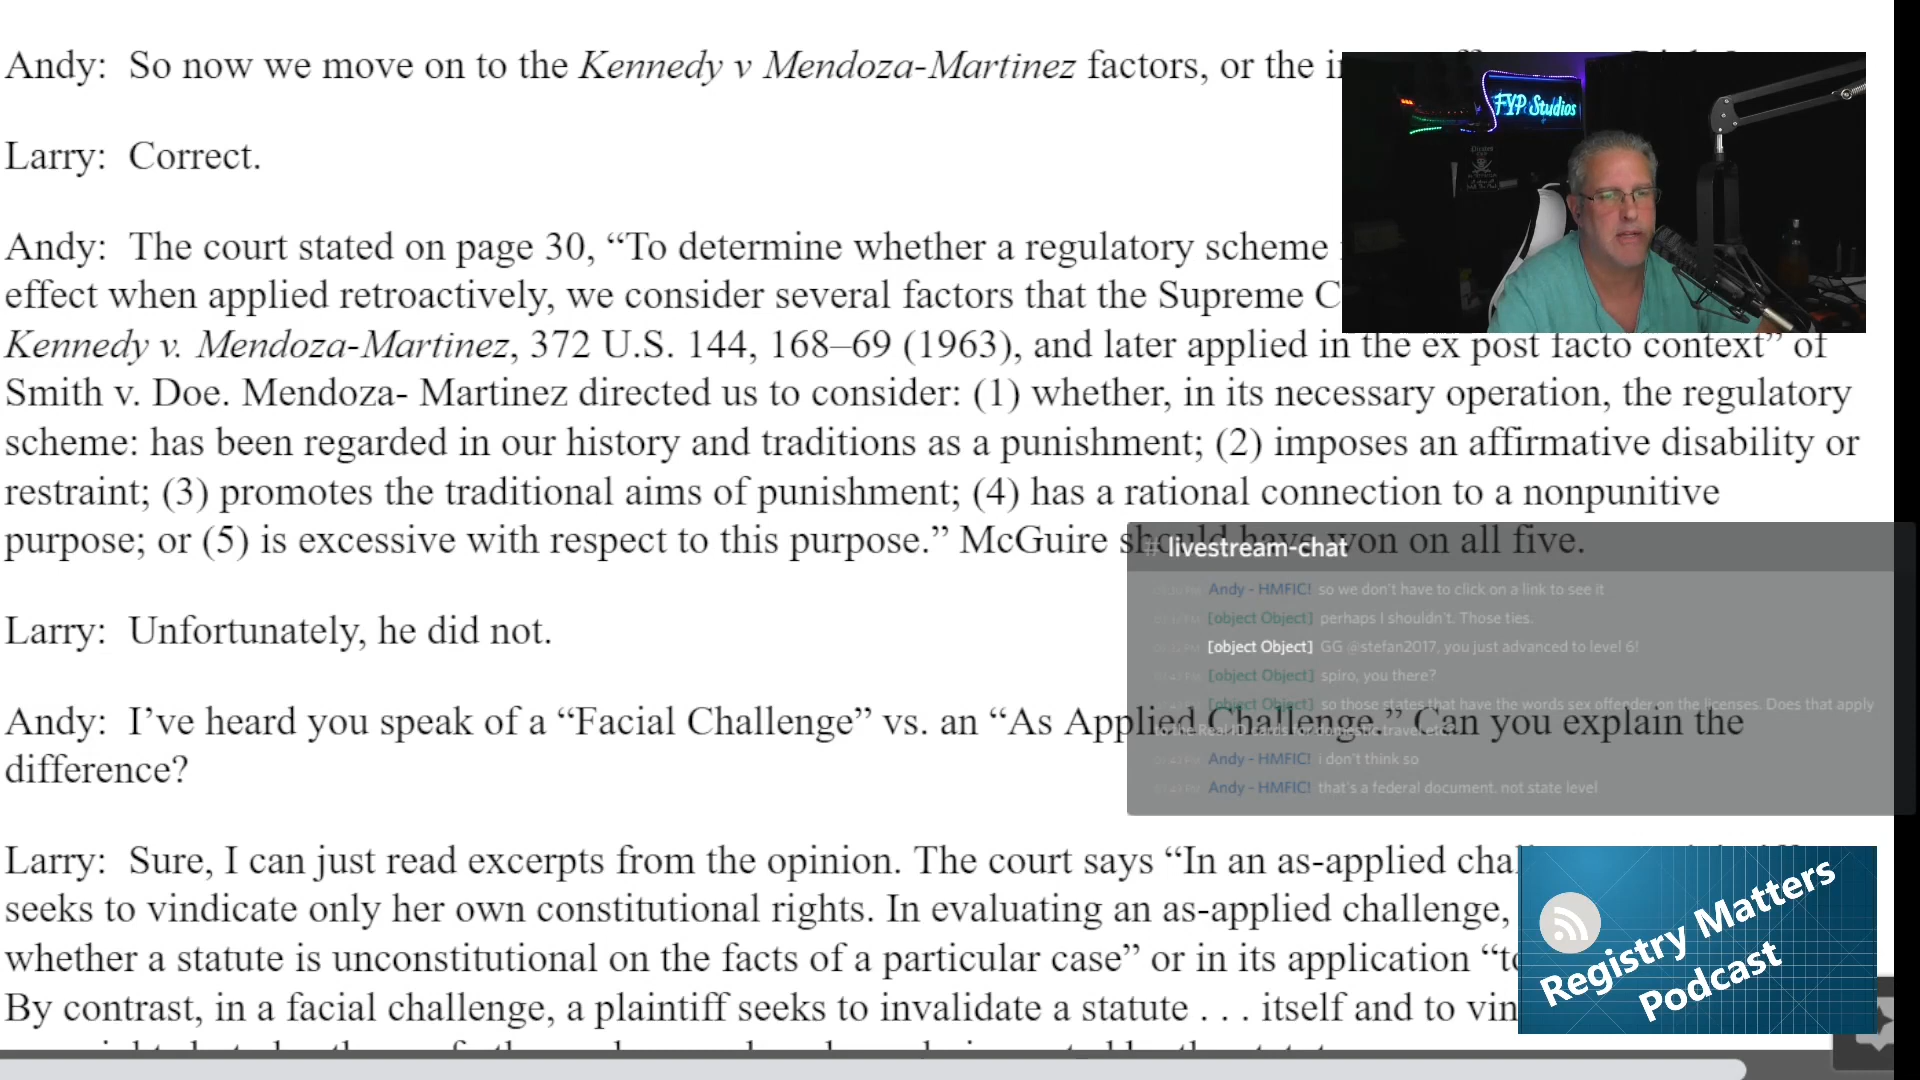 Andy: So now we move on to the Kennedy v Mendoza-Martinez factors, or the
FYP Studios
Larry: Correct.
Andy: The court stated on page 30, “To determine whether a regulatory scheme
effect when applied retroactively, we consider several factors that the Supreme C
Kennedy v. Mendoza-Martinez, 372 U.S. 144, 168–69 (1963), and later applied in the ex post facto context” of
Smith v. Doe. Mendoza- Martinez directed us to consider: (1) whether, in its necessary operation, the regulatory
scheme: has been regarded in our history and traditions as a punishment; (2) imposes an affirmative disability or
restraint; (3) promotes the traditional aims of punishment; (4) has a rational connection to a nonpunitive
purpose; or (5) is excessive with respect to this purpose.” McGuire should have won on all five.
Larry: Unfortunately, he did not.
Andy: I’ve heard you speak of a “Facial Challenge” vs. an “As Applied Challenge.” Can you explain the
difference?
Larry: Sure, I can just read excerpts from the opinion. The court says “In an as-applied
seeks to vindicate only her own constitutional rights. In evaluating an as-applied challenge,
whether a statute is unconstitutional on the facts of a particular case” or in its application
By contrast, in a facial challenge, a plaintiff seeks to invalidate a statute . . . itself and to
# livestream-chat
Andy - HMFIC! so we don't have to click on a link to see it
[object Object] perhaps I shouldn't. Those ties.
[object Object] GG @stefan2017, you just advanced to level 6!
[object Object] spiro, you there?
[object Object] so those states that have the words sex offender on the licenses. Does that apply
to the Real ID cards for domestic travel
Andy - HMFIC! i don't think so
Andy - HMFIC! that's a federal document. not state level
Registry Matters
Podcast